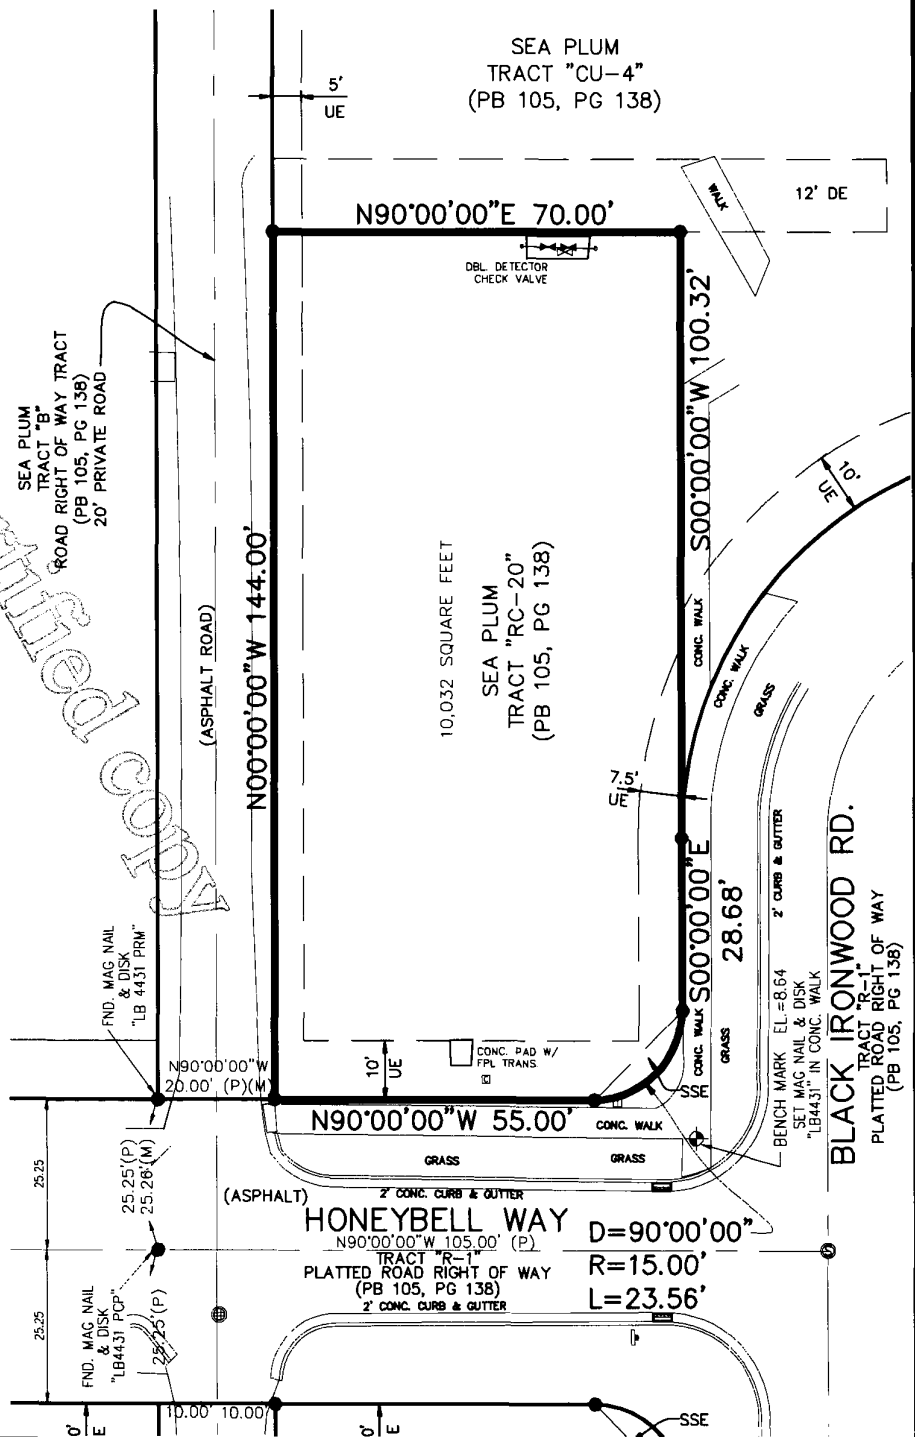 SEA PLUM
TRACT "CU-4"
(PB 105, PG 138)
5'
UE
WALK
12' DE
N90°00'00"E 70.00'
DBL. DETECTOR
CHECK VALVE
S00°00'00"W 100.32'
SEA PLUM
TRACT "B"
ROAD RIGHT OF WAY TRACT
(PB 105, PG 138)
20' PRIVATE ROAD
10'
UE
N00°00'00"W 144.00'
(ASPHALT ROAD)
10,032 SQUARE FEET
SEA PLUM
TRACT "RC-20"
(PB 105, PG 138)
CONC. WALK
CONC. WALK
GRASS
copy
7.5'
UE
S00°00'00"E
28.68'
2' CURB & GUTTER
BLACK IRONWOOD RD.
TRACT "R-1"
PLATTED ROAD RIGHT OF WAY
(PB 105, PG 138)
FND. MAG NAIL
& DISK
"LB 4431 PRM"
N90°00'00"W
20.00' (P)(M)
10'
UE
CONC. PAD W/
FPL TRANS.
CONC. WALK
GRASS
SSE
BENCH MARK EL.=8.64
SET MAG NAIL & DISK
"LB4431" IN CONC. WALK
N90°00'00"W 55.00'
CONC. WALK
GRASS
GRASS
25.25
25.25'(P)
25.26'(M)
(ASPHALT)
2' CONC. CURB & GUTTER
HONEYBELL WAY
N90°00'00"W 105.00' (P)
TRACT "R-1"
PLATTED ROAD RIGHT OF WAY
(PB 105, PG 138)
2' CONC. CURB & GUTTER
D=90°00'00"
R=15.00'
L=23.56'
25.25
FND. MAG NAIL
& DISK
"LB4431 PCP"
25.25'(P)
10.00' 10.00'
SSE